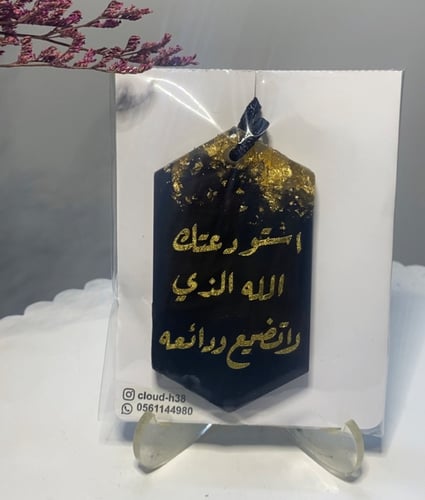 استودعتك
الله الذي
لاتضيع ودائعه
cloud-h38
0561144980